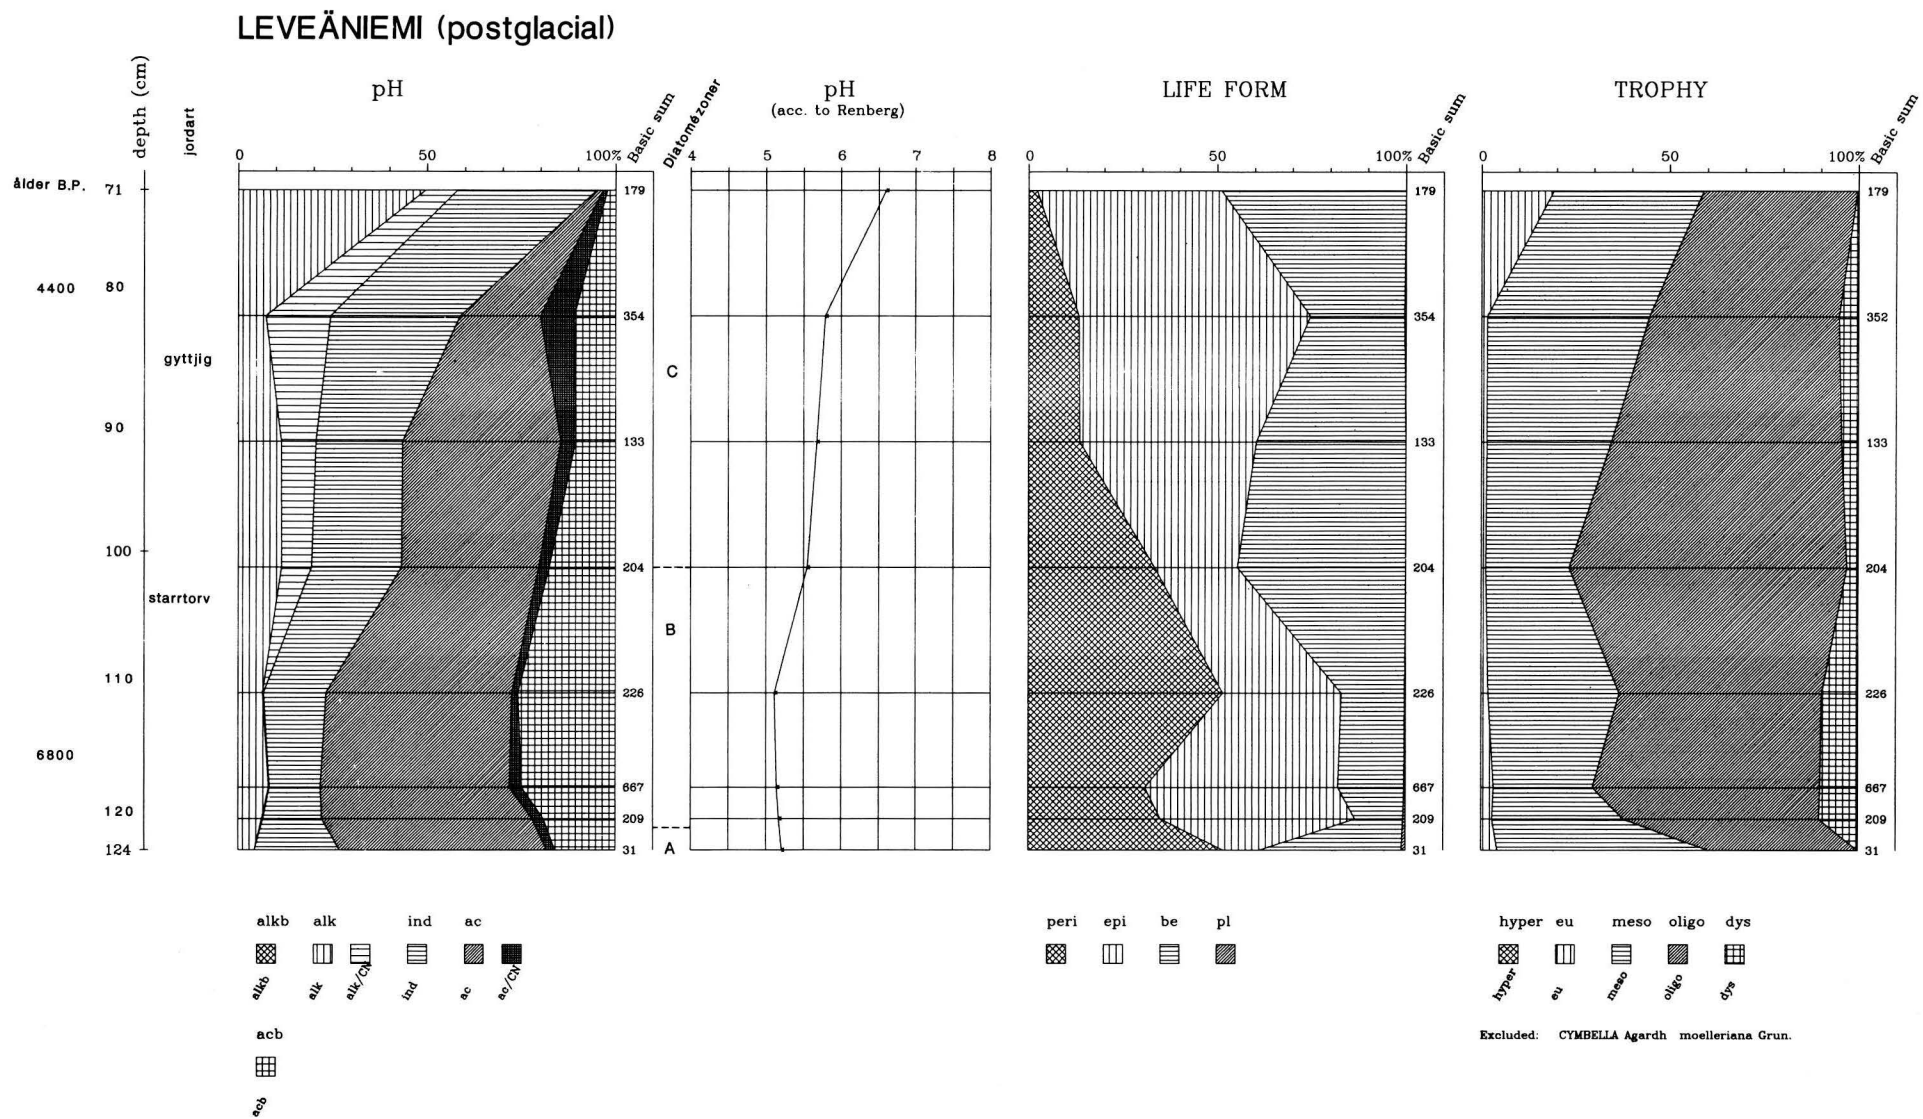 LEVEÄNIEMI (postglacial)
depth (cm)
jordart
pH
Basic sum
Diatomézoner
pH
(acc. to Renberg)
LIFE FORM
Basic sum
TROPHY
Basic sum
0 50 100%
4 5 6 7 8
0 50 100%
0 50 100%
ålder B.P. 71 179 179 179
4400 80
354 354 352
gyttjig C
90
133 133 133
100
204 204 204
starrtorv
B
110
226 226 226
6800
667 667 667
120
209 209 209
124 31 A 31 31
alkb alk ind ac
alkb alk alk/CN ind ac ac/CN
acb
acb
peri epi be pl
hyper eu meso oligo dys
hyper eu meso oligo dys
Excluded: CYMBELLA Agardh moelleriana Grun.